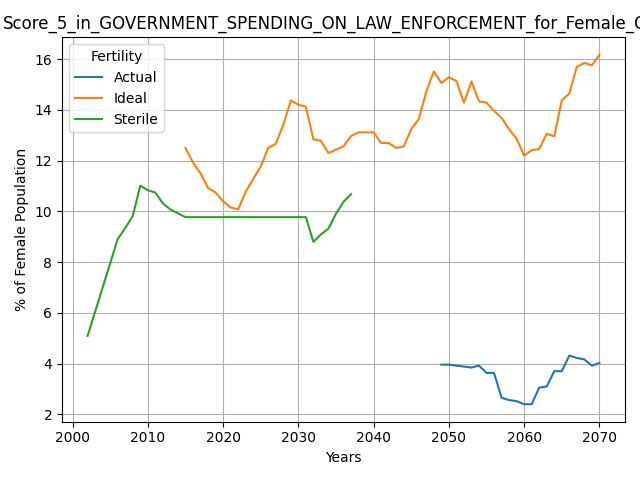 Score_5_in_GOVERNMENT_SPENDING_ON_LAW_ENFORCEMENT_for_Female_
Fertility
Actual
Ideal
Sterile
% of Female Population
16
14
12
10
8
6
4
2
2000 2010 2020 2030 2040 2050 2060 2070
Years